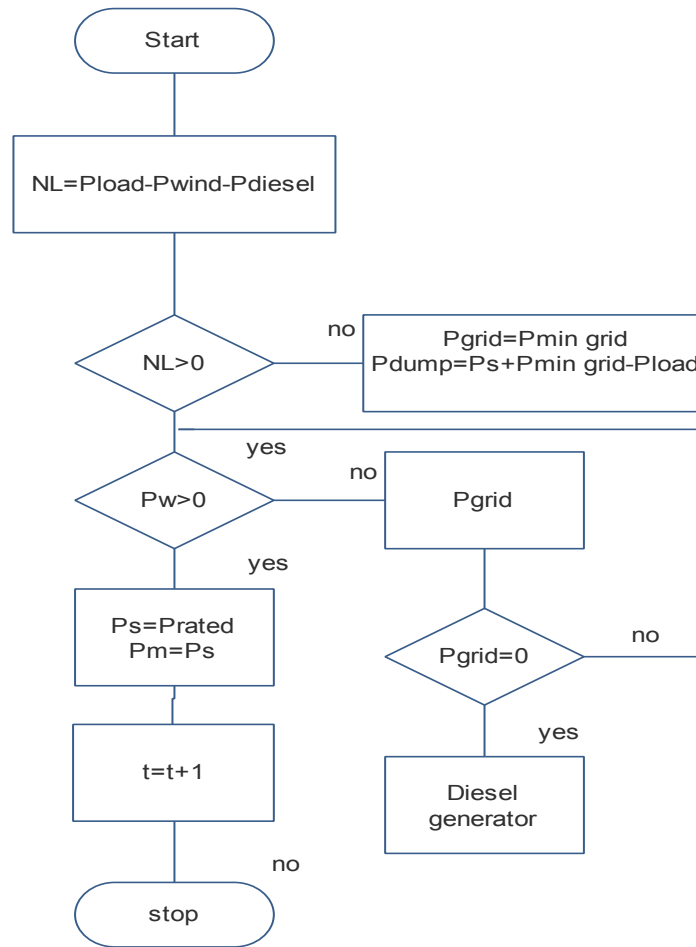 Start
NL=Pload-Pwind-Pdiesel
no
NL>0
Pgrid=Pmin grid
Pdump=Ps+Pmin grid-Pload
yes
Pw>0
no
Pgrid
yes
Ps=Prated
Pm=Ps
Pgrid=0
no
yes
t=t+1
Diesel
generator
no
stop